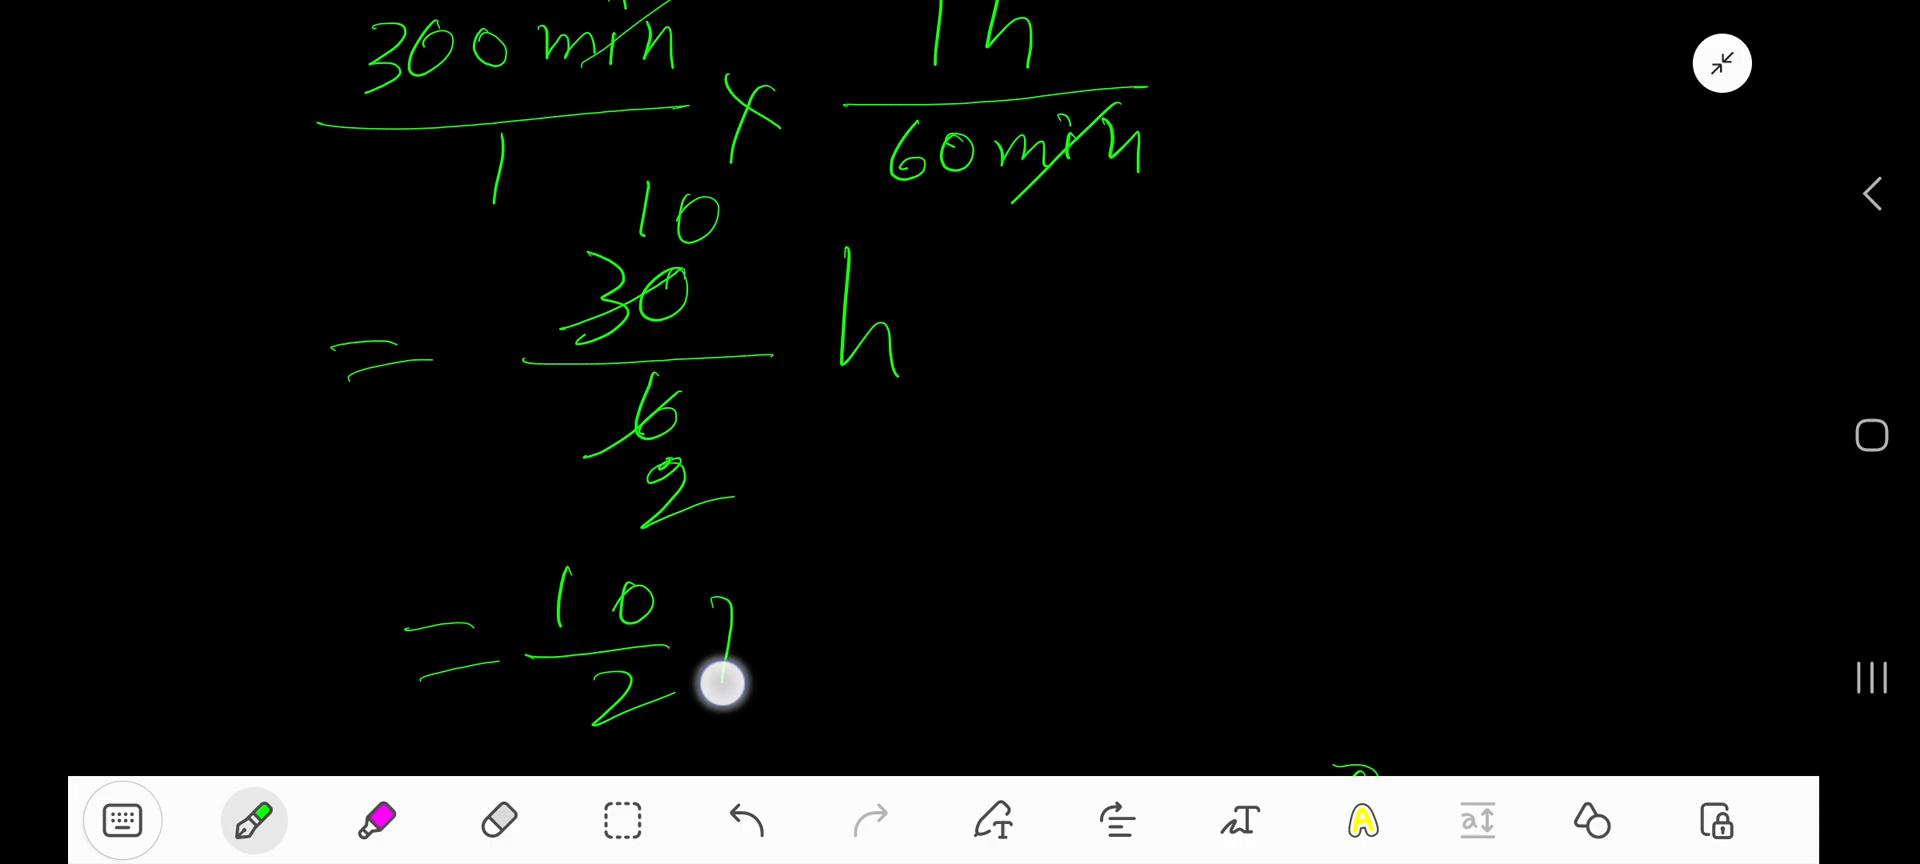 300 min / 1 × 1 h / 60 min
10
= 30 / 6 h
2
= 10 / 2